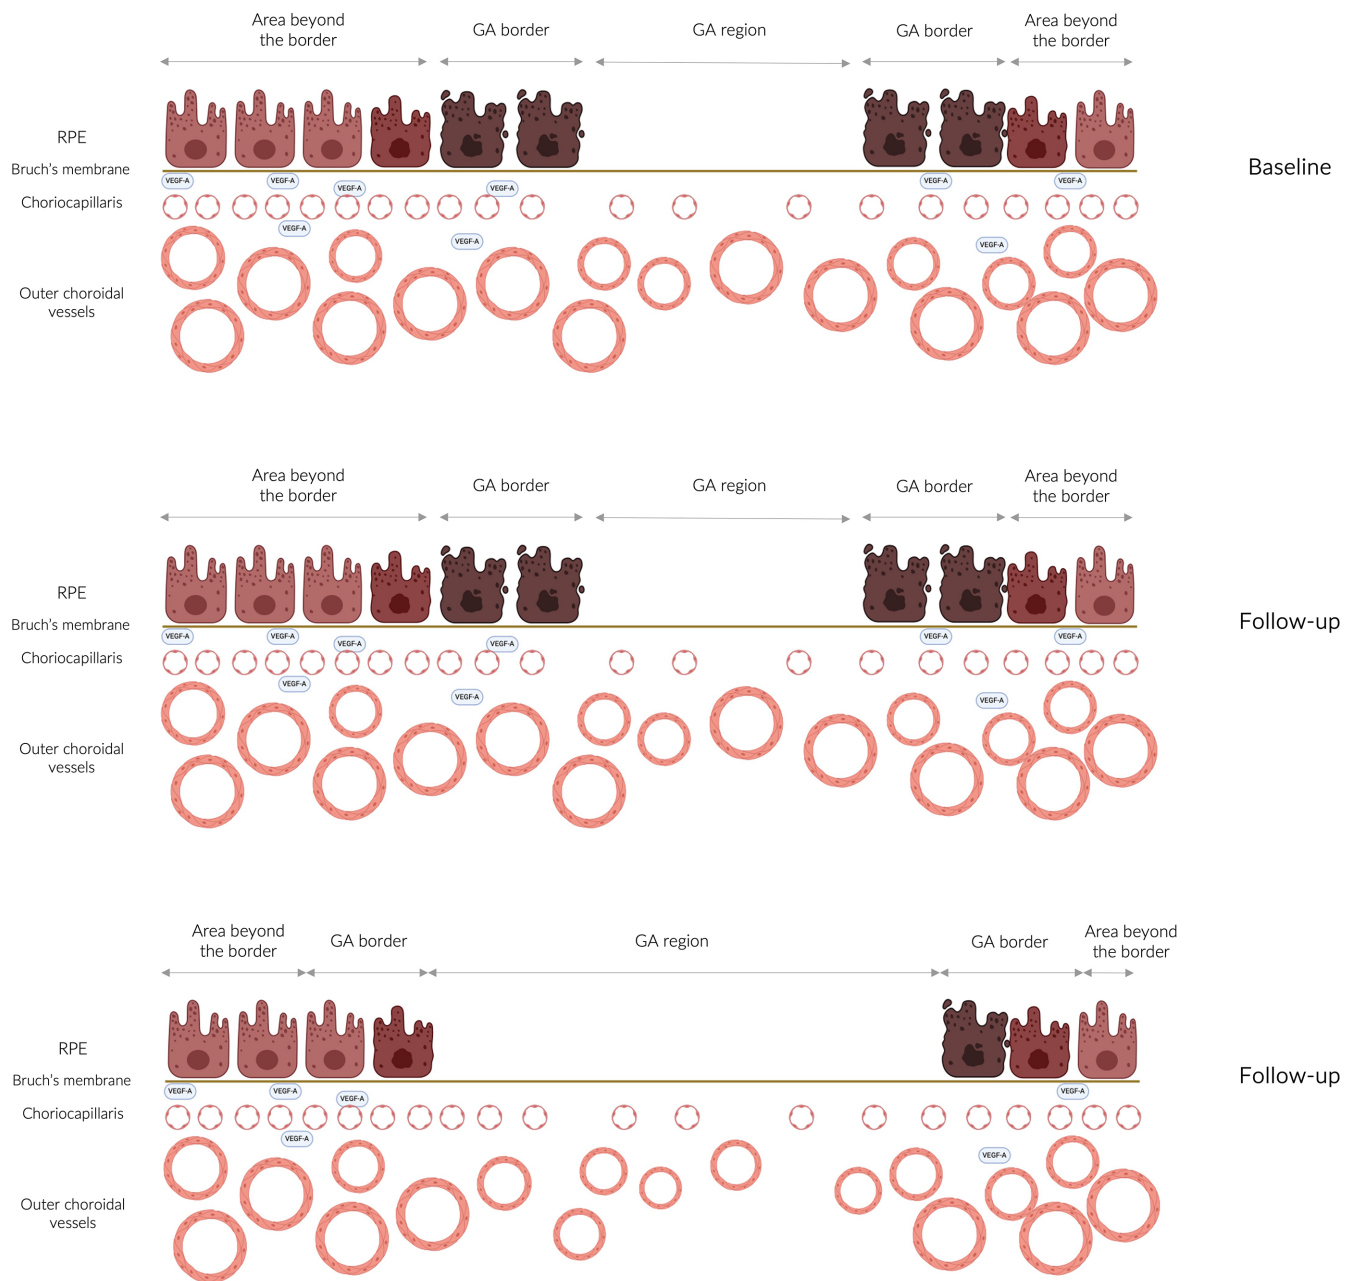 Area beyond
the border
GA border
GA region
GA border
Area beyond
the border
RPE
Bruch's membrane
Baseline
VEGF-A
VEGF-A
VEGF-A
VEGF-A
VEGF-A
VEGF-A
Choriocapillaris
VEGF-A
VEGF-A
VEGF-A
Outer choroidal
vessels
Area beyond
the border
GA border
GA region
GA border
Area beyond
the border
RPE
Bruch's membrane
Follow-up
VEGF-A
VEGF-A
VEGF-A
VEGF-A
VEGF-A
VEGF-A
Choriocapillaris
VEGF-A
VEGF-A
VEGF-A
Outer choroidal
vessels
Area beyond
the border
GA border
GA region
GA border
Area beyond
the border
RPE
Bruch's membrane
Follow-up
VEGF-A
VEGF-A
VEGF-A
VEGF-A
Choriocapillaris
VEGF-A
VEGF-A
Outer choroidal
vessels